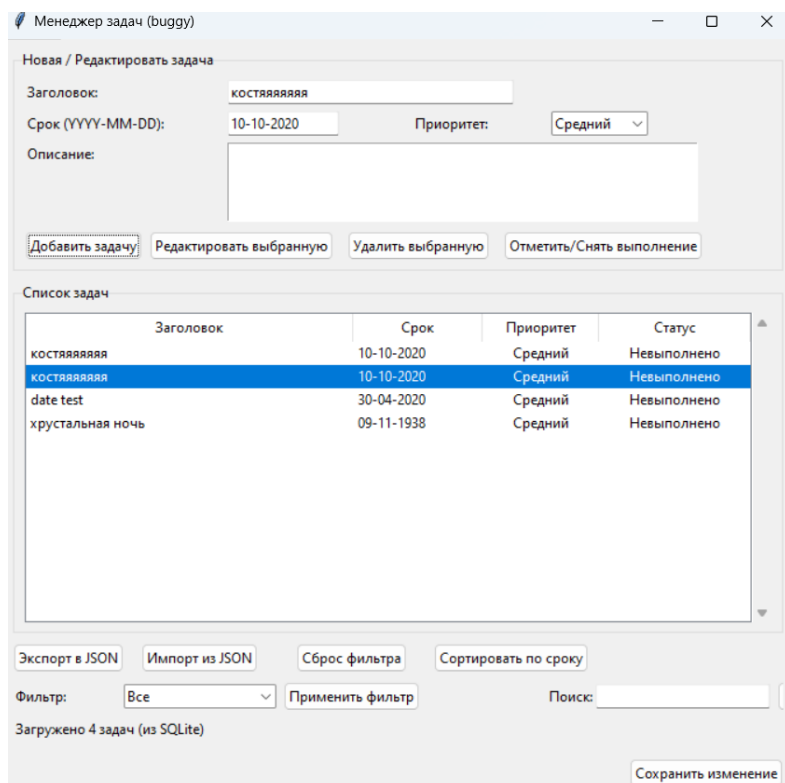 Менеджер задач (buggy)
Новая / Редактировать задача
Заголовок: костяяяяяяя
Срок (YYYY-MM-DD): 10-10-2020 Приоритет: Средний
Описание:
Добавить задачу Редактировать выбранную Удалить выбранную Отметить/Снять выполнение
Список задач
Заголовок Срок Приоритет Статус
костяяяяяяя 10-10-2020 Средний Невыполнено
костяяяяяяя 10-10-2020 Средний Невыполнено
date test 30-04-2020 Средний Невыполнено
хрустальная ночь 09-11-1938 Средний Невыполнено
Экспорт в JSON Импорт из JSON Сброс фильтра Сортировать по сроку
Фильтр: Все Применить фильтр Поиск:
Загружено 4 задач (из SQLite)
Сохранить изменение